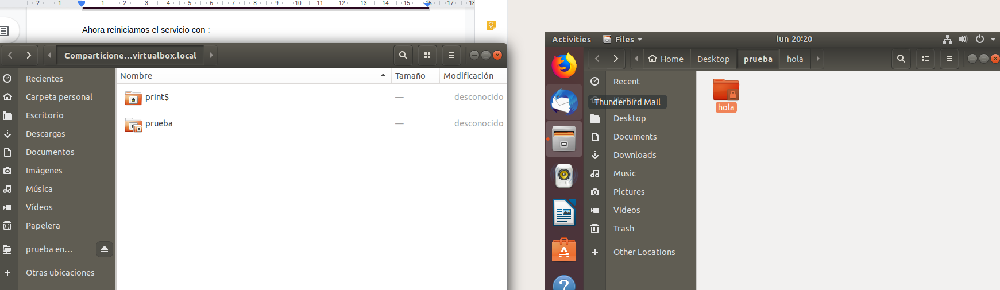 2 1 1 2 3 4 5 6 7 8 9 10 11 12 13 14 15 16 17 18
Ahora reiniciamos el servicio con :
Comparticione...virtualbox.local
Recientes
Carpeta personal
Escritorio
Descargas
Documentos
Imágenes
Música
Vídeos
Papelera
prueba en...
Otras ubicaciones
Nombre Tamaño Modificación
print$ — desconocido
prueba — desconocido
Activities Files lun 20:20
Home Desktop prueba hola
Recent
Thunderbird Mail
Desktop
Documents
Downloads
Music
Pictures
Videos
Trash
Other Locations
hola